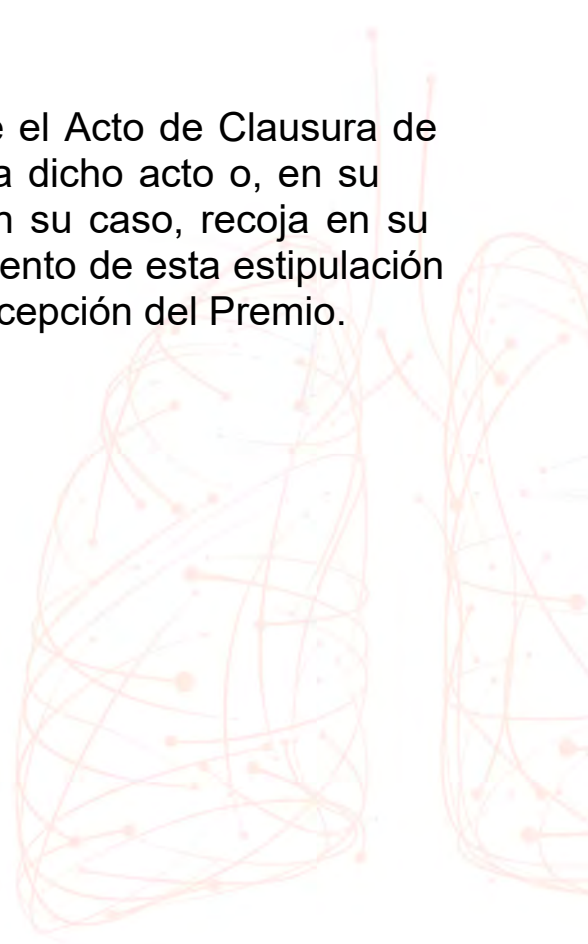 e el Acto de Clausura de
a dicho acto o, en su
n su caso, recoja en su
ento de esta estipulación
cepción del Premio.